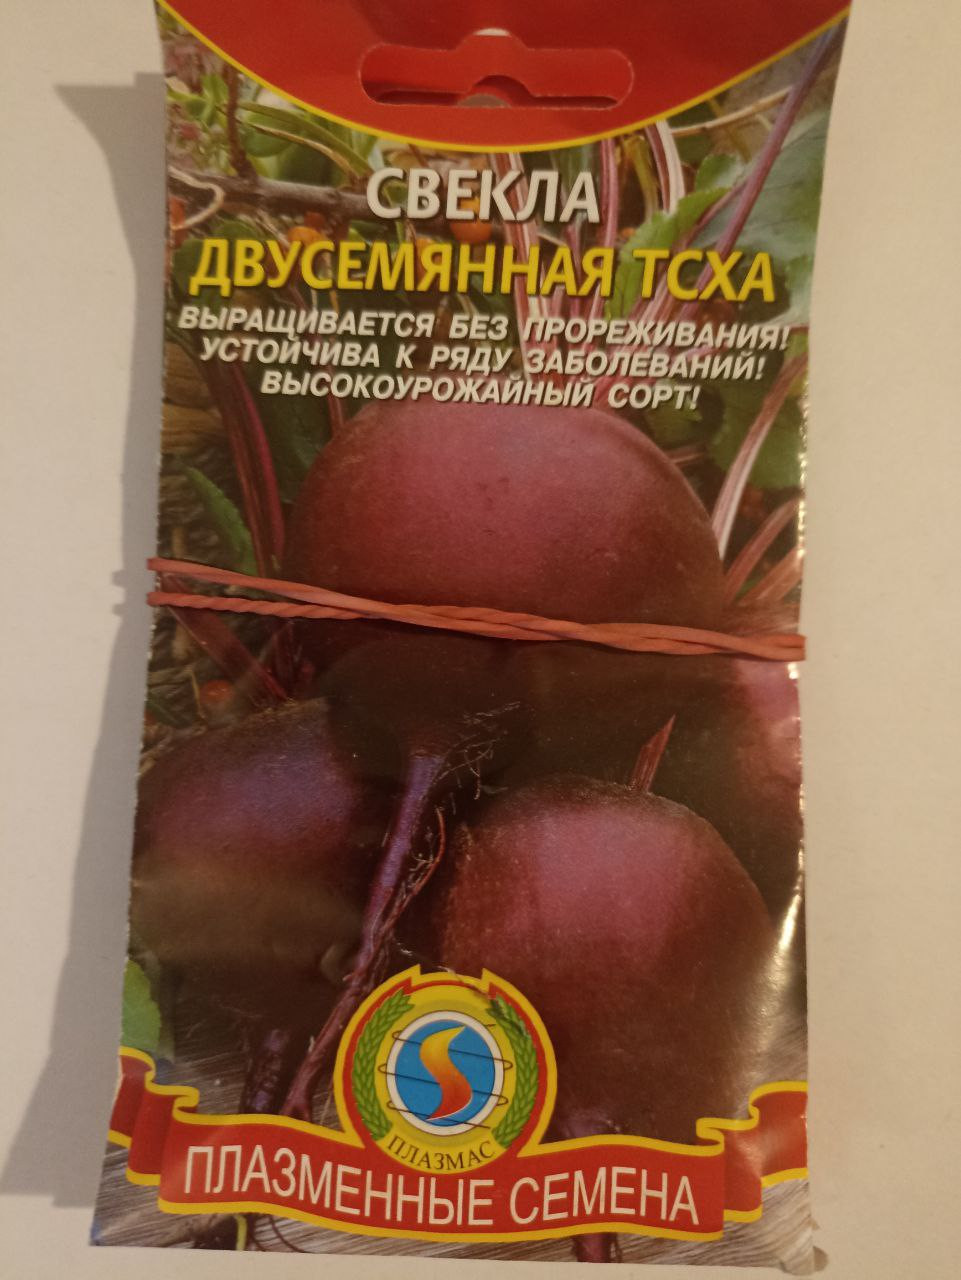 СВЕКЛА
ДВУСЕМЯННАЯ ТСХА
ВЫРАЩИВАЕТСЯ БЕЗ ПРОРЕЖИВАНИЯ!
УСТОЙЧИВА К РЯДУ ЗАБОЛЕВАНИЙ!
ВЫСОКОУРОЖАЙНЫЙ СОРТ!
ПЛАЗМАС
ПЛАЗМЕННЫЕ СЕМЕНА